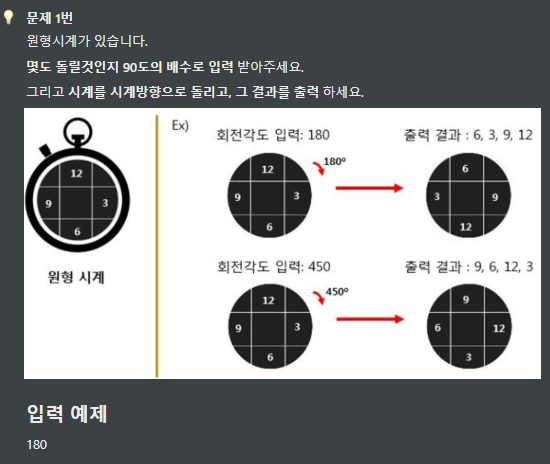 문제 1번
원형시계가 있습니다.
몇도 돌릴것인지 90도의 배수로 입력 받아주세요.
그리고 시계를 시계방향으로 돌리고, 그 결과를 출력 하세요.
Ex)
회전각도 입력: 180
출력 결과 : 6, 3, 9, 12
12
9 3
6
원형 시계
12
9 3
6
180º
6
3 9
12
회전각도 입력: 450
출력 결과 : 9, 6, 12, 3
12
9 3
6
450º
9
6 12
3
입력 예제
180